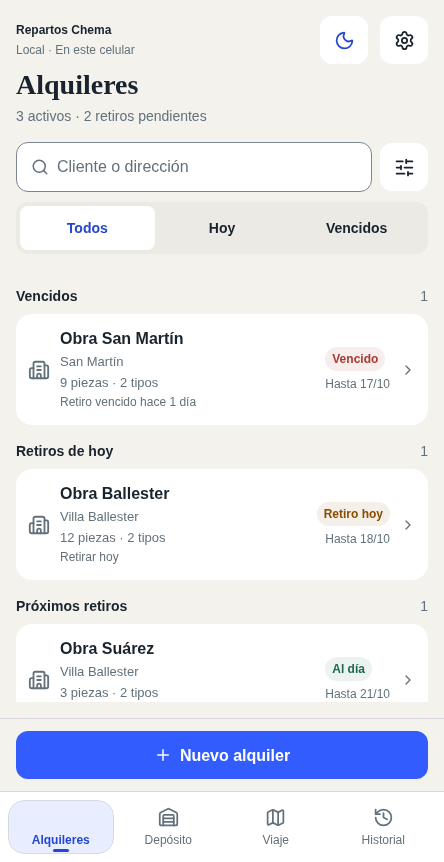 Repartos Chema
Local · En este celular
Alquileres
3 activos · 2 retiros pendientes
Cliente o dirección
Todos Hoy Vencidos
Vencidos 1
Obra San Martín
San Martín
9 piezas · 2 tipos
Retiro vencido hace 1 día
Vencido
Hasta 17/10
Retiros de hoy 1
Obra Ballester
Villa Ballester
12 piezas · 2 tipos
Retirar hoy
Retiro hoy
Hasta 18/10
Próximos retiros 1
Obra Suárez
Villa Ballester
3 piezas · 2 tipos
Al día
Hasta 21/10
Nuevo alquiler
Alquileres Depósito Viaje Historial